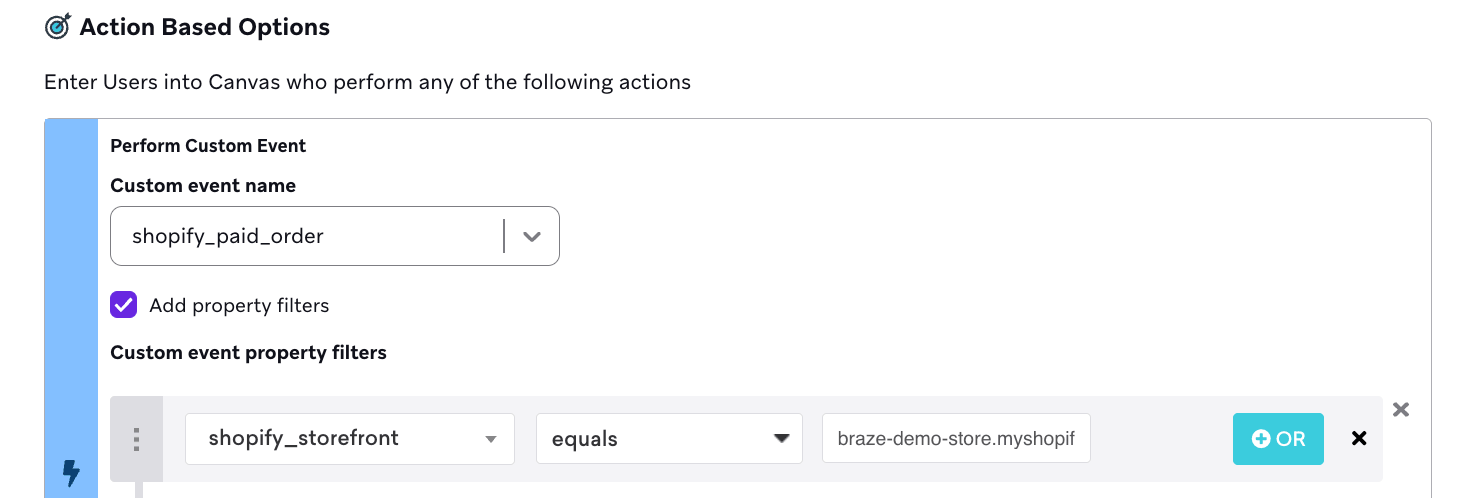 Action Based Options
Enter Users into Canvas who perform any of the following actions
Perform Custom Event
Custom event name
shopify_paid_order
Add property filters
Custom event property filters
shopify_storefront equals braze-demo-store.myshopif OR